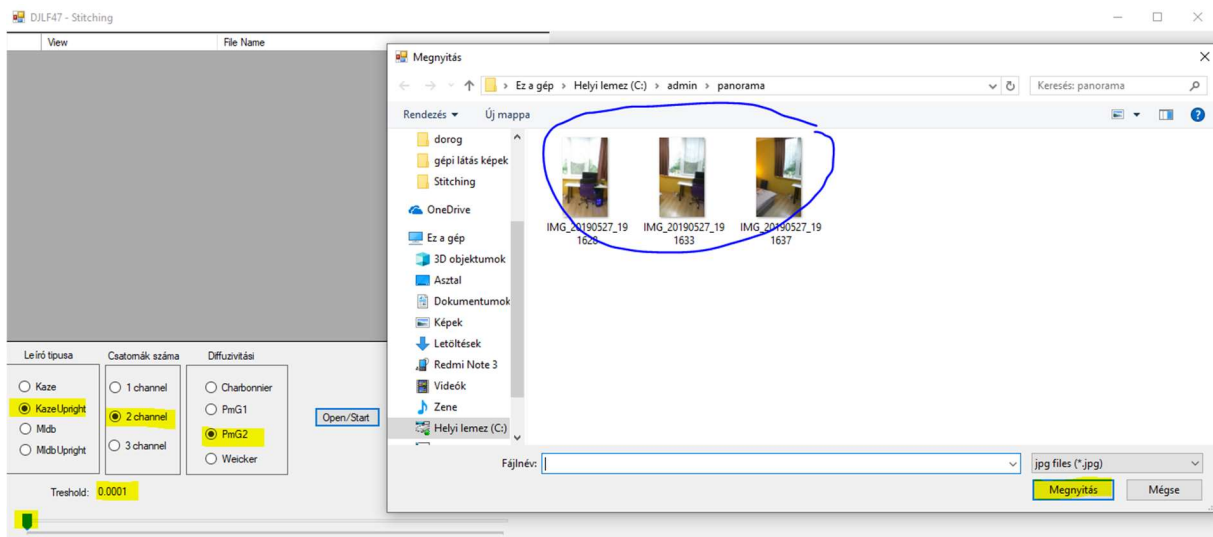 DJLF47 - Stitching
View File Name
Megnyitás
Ez a gép > Helyi lemez (C:) > admin > panorama
Keresés: panorama
Rendezés Új mappa
dorog
gépi látás képek
Stitching
OneDrive
Ez a gép
3D objektumok
Asztal
Dokumentumok
Képek
Letöltések
Redmi Note 3
Videók
Zene
Helyi lemez (C:)
IMG_20190527_19
1628
IMG_20190527_19
1633
IMG_20190527_19
1637
Fájlnév:
jpg files (*.jpg)
Megnyitás Mégse
Leíró tipusa
Kaze
KazeUpright
Mldb
MldbUpright
Csatornák száma
1 channel
2 channel
3 channel
Diffuzivitási
Charbonnier
PmG1
PmG2
Weicker
Open/Start
Treshold: 0.0001